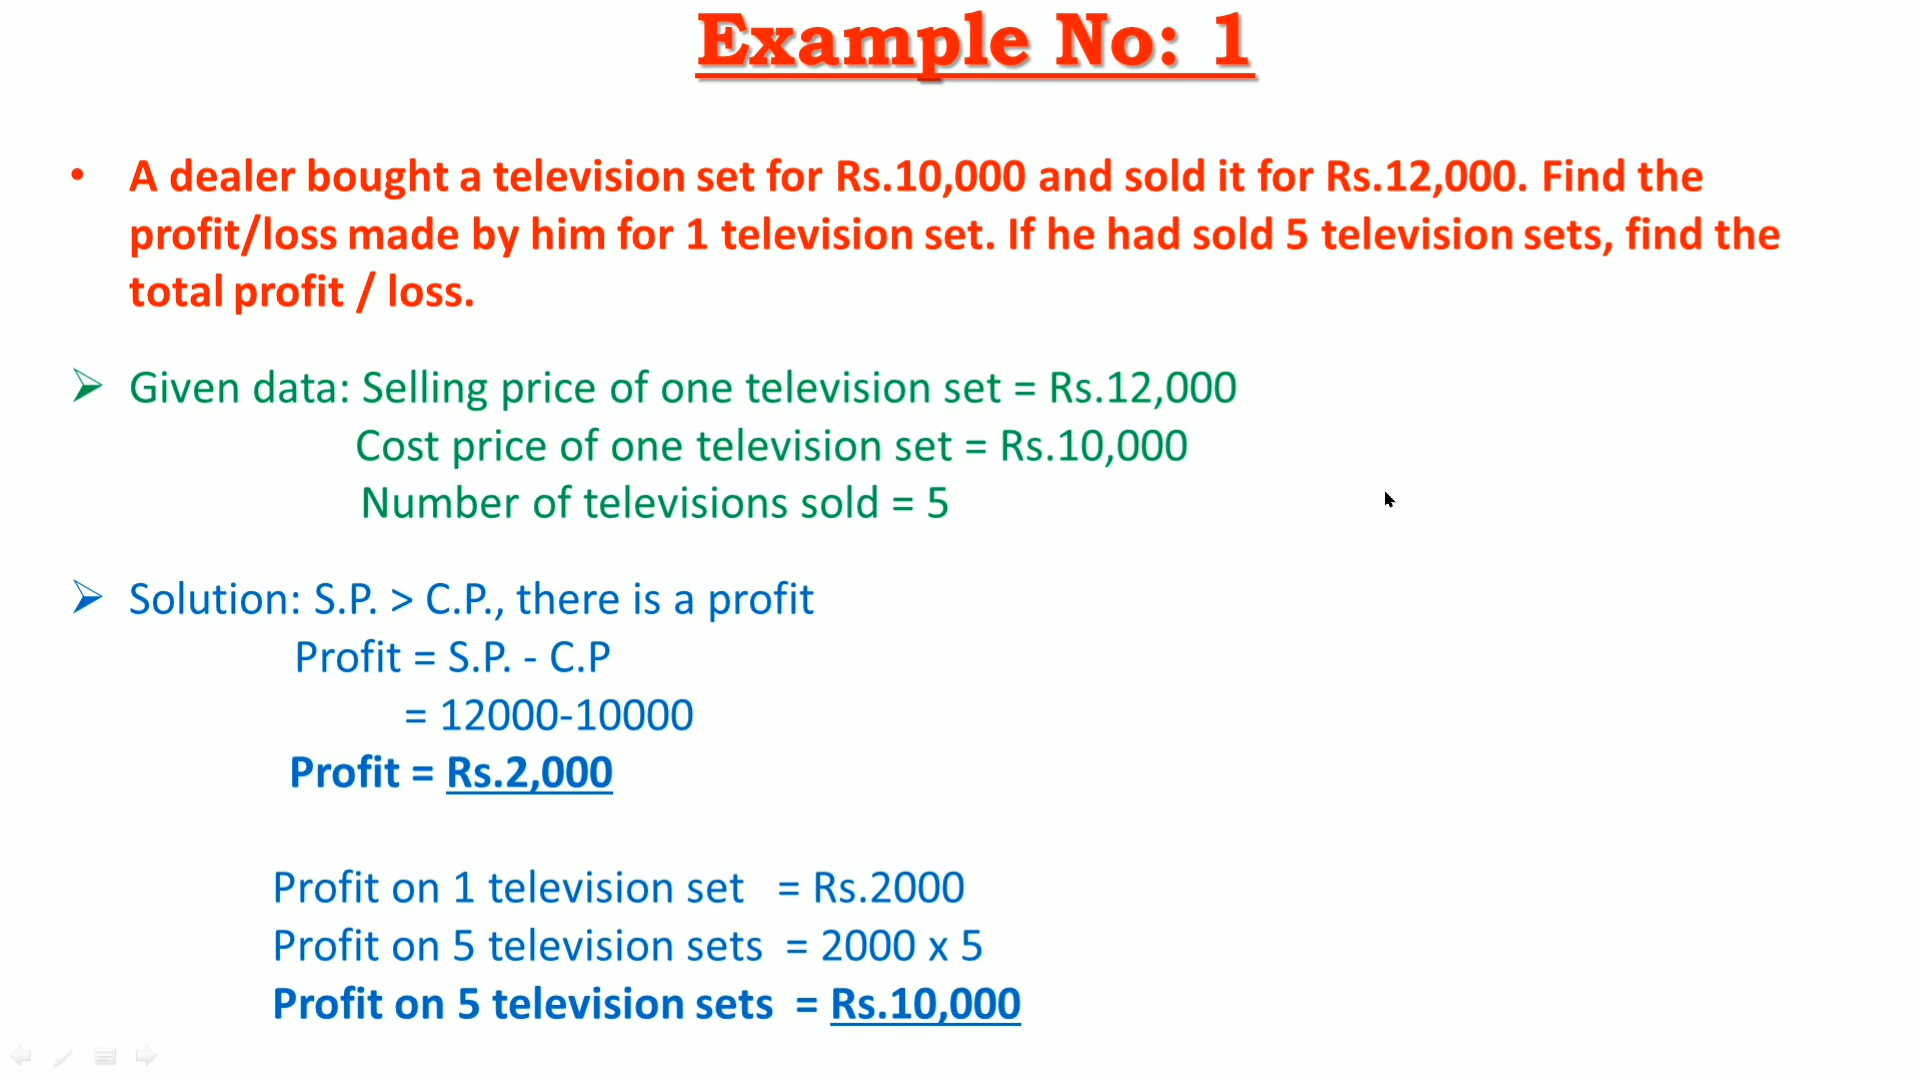 Example No: 1
• A dealer bought a television set for Rs.10,000 and sold it for Rs.12,000. Find the
profit/loss made by him for 1 television set. If he had sold 5 television sets, find the
total profit / loss.
Given data: Selling price of one television set = Rs.12,000
Cost price of one television set = Rs.10,000
Number of televisions sold = 5
Solution: S.P. > C.P., there is a profit
Profit = S.P. - C.P
= 12000-10000
Profit = Rs.2,000
Profit on 1 television set = Rs.2000
Profit on 5 television sets = 2000 x 5
Profit on 5 television sets = Rs.10,000